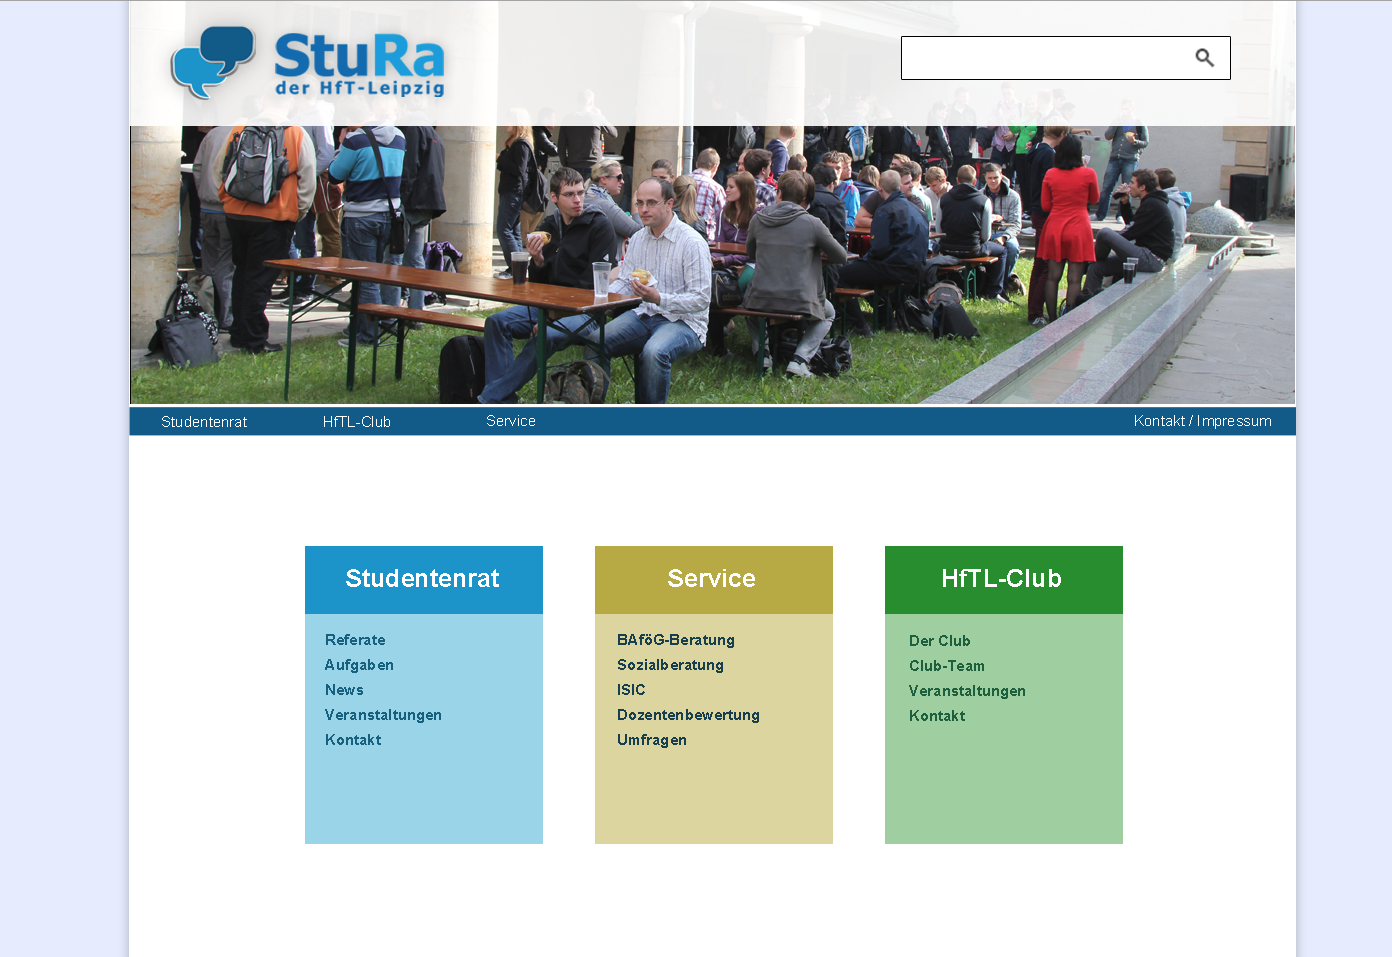 StuRa
der HfT-Leipzig
Studentenrat
HfTL-Club
Service
Kontakt / Impressum
Studentenrat
Referate
Aufgaben
News
Veranstaltungen
Kontakt
Service
BAföG-Beratung
Sozialberatung
ISIC
Dozentenbewertung
Umfragen
HfTL-Club
Der Club
Club-Team
Veranstaltungen
Kontakt